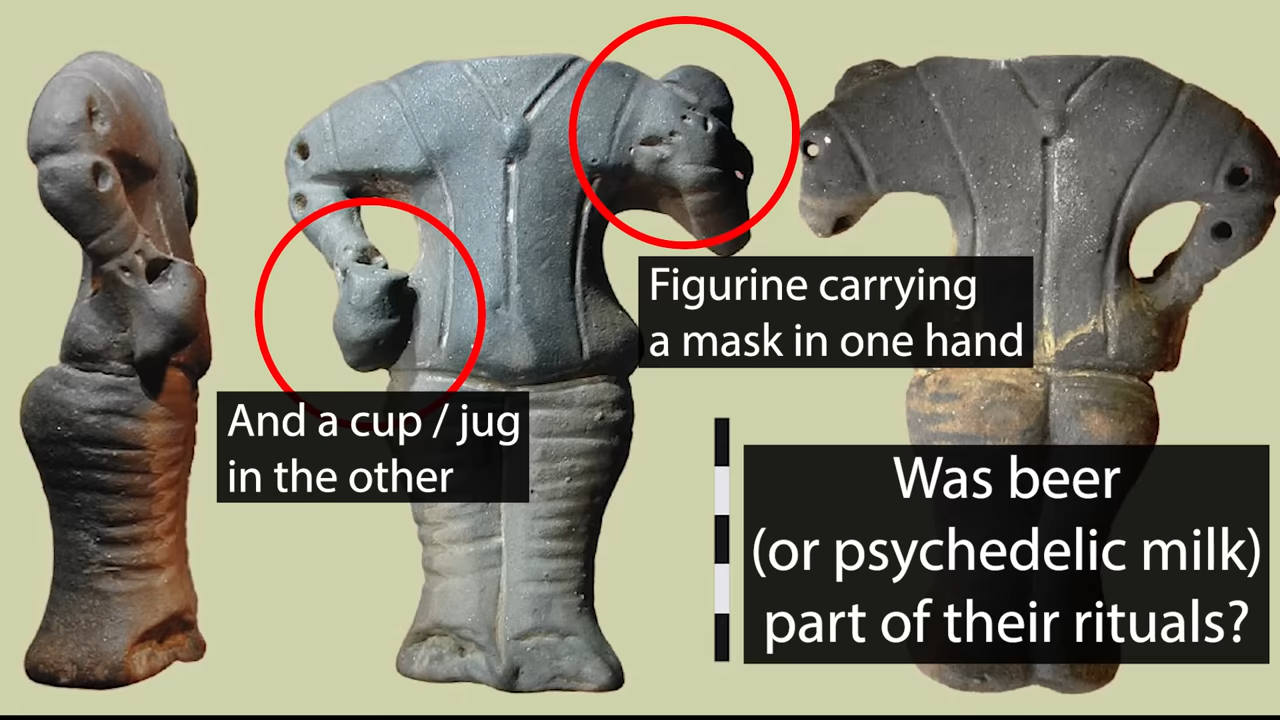 Figurine carrying
a mask in one hand
And a cup / jug
in the other
Was beer
(or psychedelic milk)
part of their rituals?